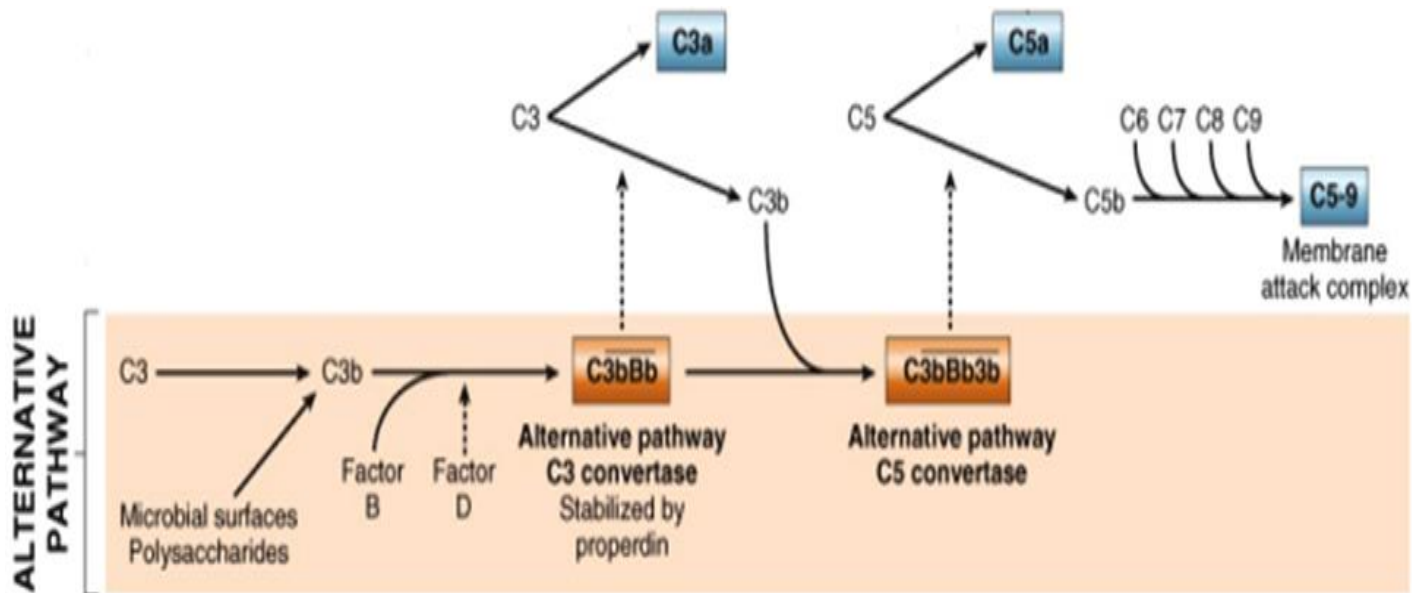 C3a
C5a
C3
C5
C6 C7 C8 C9
C3b
C5b
C5-9
Membrane
attack complex
ALTERNATIVE
PATHWAY
C3
C3b
C3bBb
C3bBb3b
Alternative pathway
C3 convertase
Stabilized by
properdin
Alternative pathway
C5 convertase
Factor
B
Factor
D
Microbial surfaces
Polysaccharides